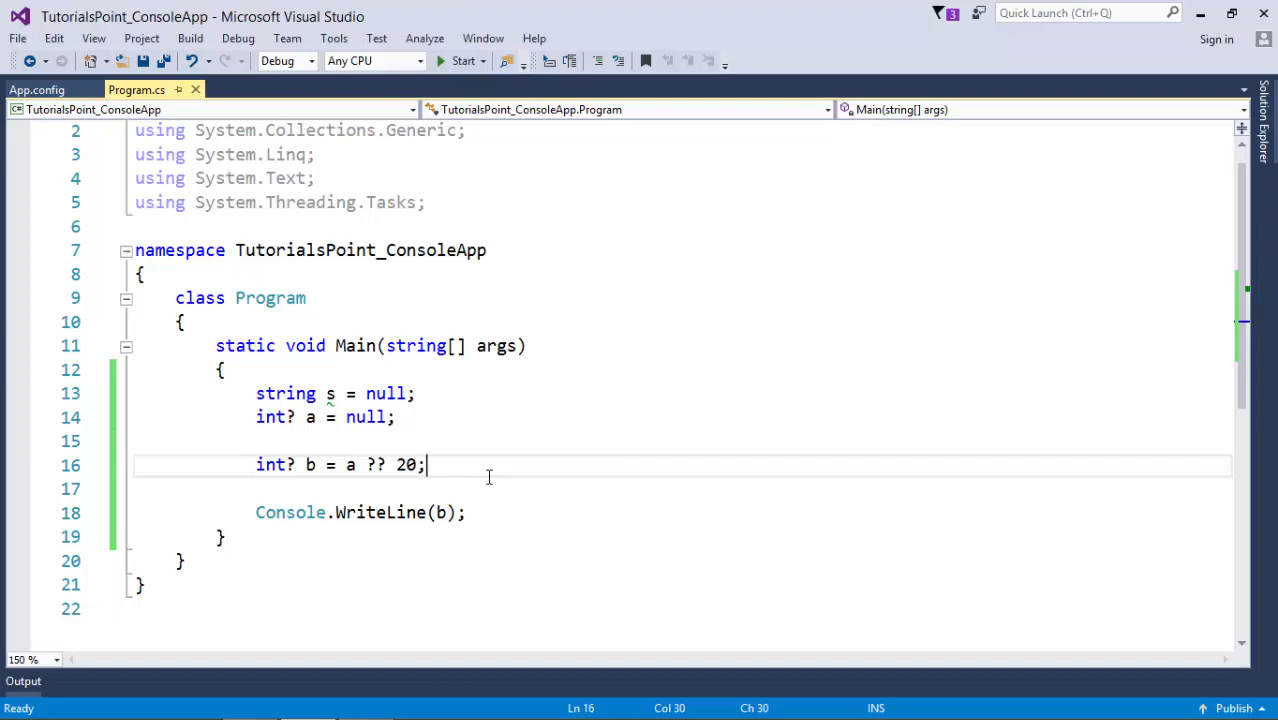 TutorialsPoint_ConsoleApp - Microsoft Visual Studio
3
Quick Launch (Ctrl+Q)
File Edit View Project Build Debug Team Tools Test Analyze Window Help
Sign in
Debug Any CPU Start
App.config Program.cs
TutorialsPoint_ConsoleApp TutorialsPoint_ConsoleApp.Program Main(string[] args)
Solution Explorer
2 using System.Collections.Generic;
3 using System.Linq;
4 using System.Text;
5 using System.Threading.Tasks;
6
7 namespace TutorialsPoint_ConsoleApp
8 {
9 class Program
10 {
11 static void Main(string[] args)
12 {
13 string s = null;
14 int? a = null;
15
16 int? b = a ?? 20;
17
18 Console.WriteLine(b);
19 }
20 }
21 }
22
150 %
Output
Ready Ln 16 Col 30 Ch 30 INS Publish